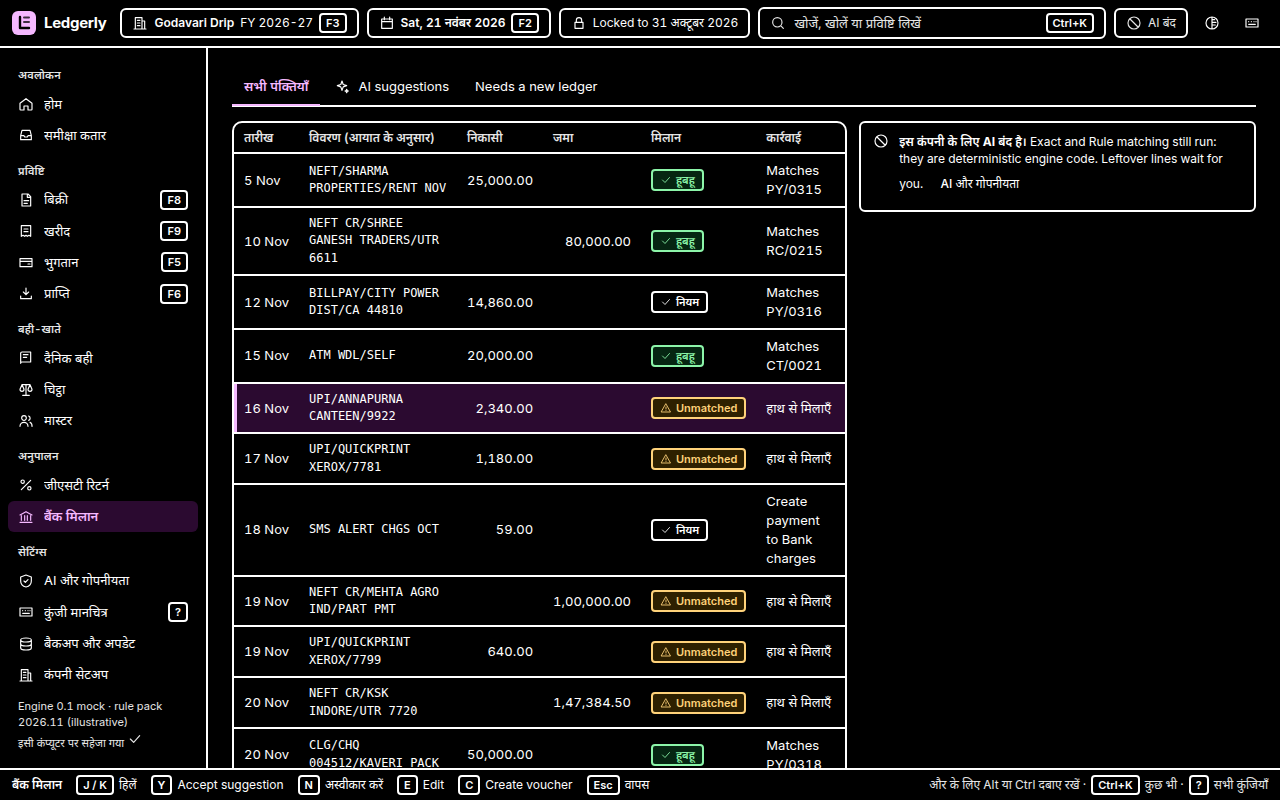 Ledgerly
Godavari Drip FY 2026-27 F3
Sat, 21 नवंबर 2026 F2
Locked to 31 अक्टूबर 2026
खोजें, खोलें या प्रविष्टि लिखें Ctrl+K
AI बंद
अवलोकन
होम
समीक्षा कतार
प्रविष्टि
बिक्री F8
खरीद F9
भुगतान F5
प्राप्ति F6
बही-खाते
दैनिक बही
चिट्ठा
मास्टर
अनुपालन
जीएसटी रिटर्न
बैंक मिलान
सेटिंग्स
AI और गोपनीयता
कुंजी मानचित्र ?
बैकअप और अपडेट
कंपनी सेटअप
Engine 0.1 mock · rule pack
2026.11 (illustrative)
इसी कंप्यूटर पर सहेजा गया
सभी पंक्तियाँ
AI suggestions
Needs a new ledger
तारीख विवरण (आयात के अनुसार) निकासी जमा मिलान कार्रवाई
5 Nov NEFT/SHARMA PROPERTIES/RENT NOV 25,000.00 हूबहू Matches PY/0315
10 Nov NEFT CR/SHREE GANESH TRADERS/UTR 6611 80,000.00 हूबहू Matches RC/0215
12 Nov BILLPAY/CITY POWER DIST/CA 44810 14,860.00 नियम Matches PY/0316
15 Nov ATM WDL/SELF 20,000.00 हूबहू Matches CT/0021
16 Nov UPI/ANNAPURNA CANTEEN/9922 2,340.00 Unmatched हाथ से मिलाएँ
17 Nov UPI/QUICKPRINT XEROX/7781 1,180.00 Unmatched हाथ से मिलाएँ
18 Nov SMS ALERT CHGS OCT 59.00 नियम Create payment to Bank charges
19 Nov NEFT CR/MEHTA AGRO IND/PART PMT 1,00,000.00 Unmatched हाथ से मिलाएँ
19 Nov UPI/QUICKPRINT XEROX/7799 640.00 Unmatched हाथ से मिलाएँ
20 Nov NEFT CR/KSK INDORE/UTR 7720 1,47,384.50 Unmatched हाथ से मिलाएँ
20 Nov CLG/CHQ 004512/KAVERI PACK 50,000.00 हूबहू Matches PY/0318
इस कंपनी के लिए AI बंद है। Exact and Rule matching still run:
they are deterministic engine code. Leftover lines wait for
you. AI और गोपनीयता
बैंक मिलान J / K हिलें Y Accept suggestion N अस्वीकार करें E Edit C Create voucher Esc वापस
और के लिए Alt या Ctrl दबाए रखें · Ctrl+K कुछ भी · ? सभी कुंजियाँ